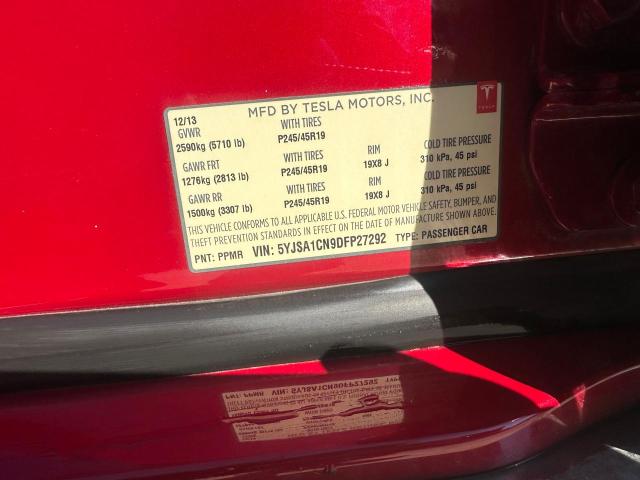 MFD BY TESLA MOTORS, INC.
12/13
GVWR WITH TIRES
2590kg (5710 lb) P245/45R19
GAWR FRT WITH TIRES RIM COLD TIRE PRESSURE
1276kg (2813 lb) P245/45R19 19X8 J 310 kPa, 45 psi
GAWR RR WITH TIRES RIM COLD TIRE PRESSURE
1500kg (3307 lb) P245/45R19 19X8 J 310 kPa, 45 psi
THIS VEHICLE CONFORMS TO ALL APPLICABLE U.S. FEDERAL MOTOR VEHICLE SAFETY, BUMPER, AND
THEFT PREVENTION STANDARDS IN EFFECT ON THE DATE OF MANUFACTURE SHOWN ABOVE.
PNT: PPMR VIN: 5YJSA1CN9DFP27292 TYPE: PASSENGER CAR